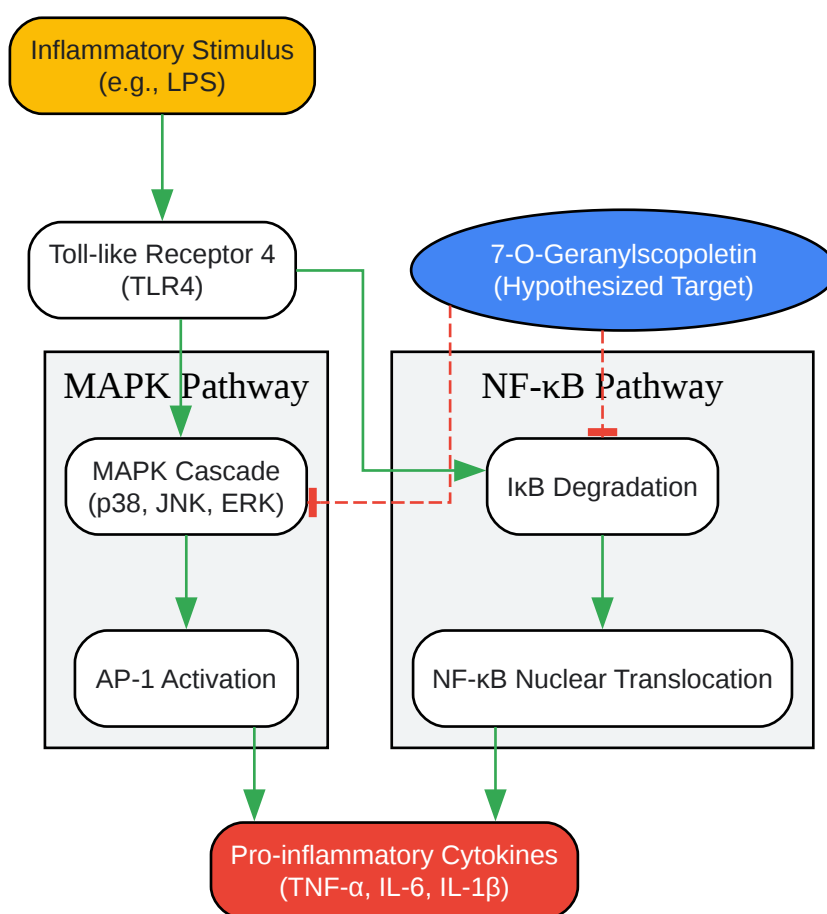 Inflammatory Stimulus
(e.g., LPS)
Toll-like Receptor 4
(TLR4)
7-O-Geranylscopoletin
(Hypothesized Target)
MAPK Pathway
NF-κB Pathway
MAPK Cascade
(p38, JNK, ERK)
IκB Degradation
AP-1 Activation
NF-κB Nuclear Translocation
Pro-inflammatory Cytokines
(TNF-α, IL-6, IL-1β)